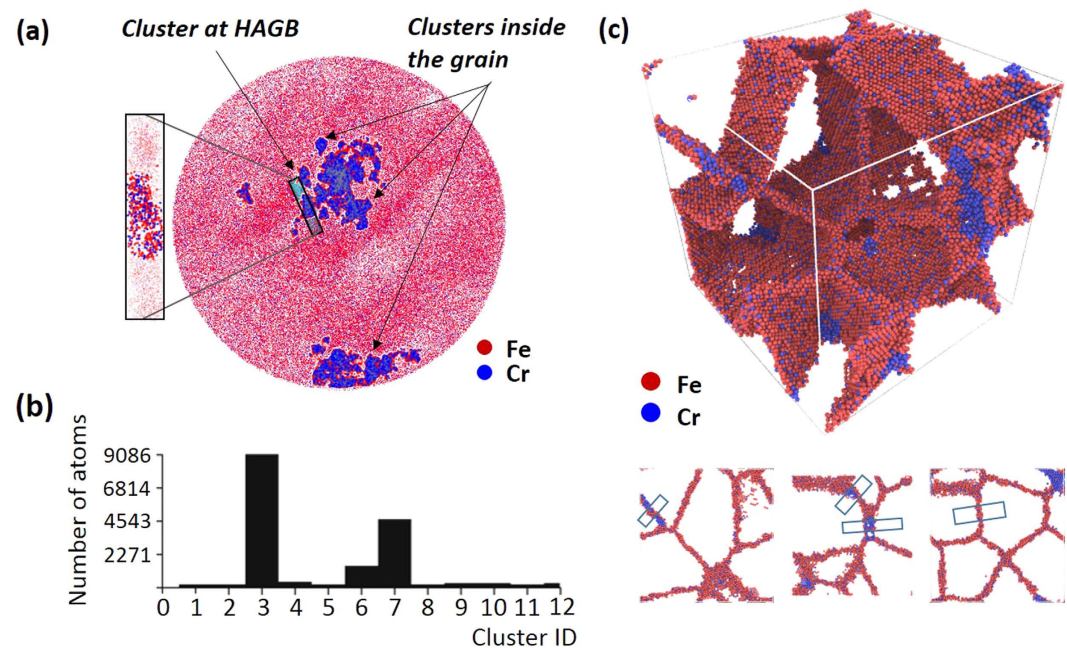 (a)
Cluster at HAGB
Clusters inside
the grain
Fe
Cr
(b)
Number of atoms
9086
6814
4543
2271
0 1 2 3 4 5 6 7 8 9 10 11 12
Cluster ID
(c)
Fe
Cr